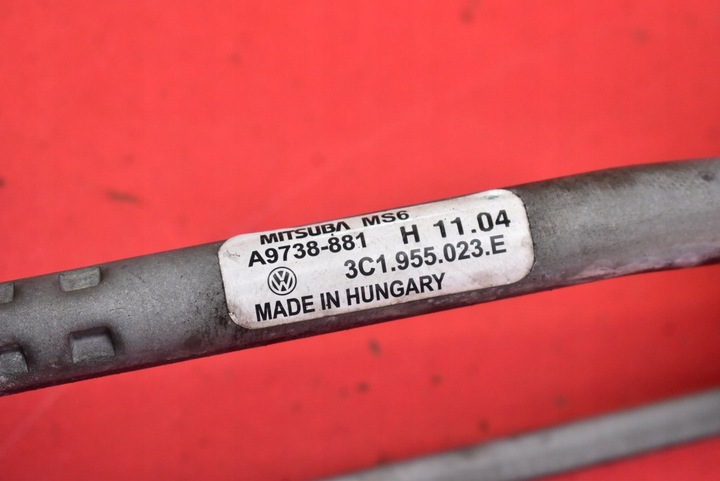 MITSUBA MS6
A9738-881 H 11.04
3C1.955.023.E
MADE IN HUNGARY